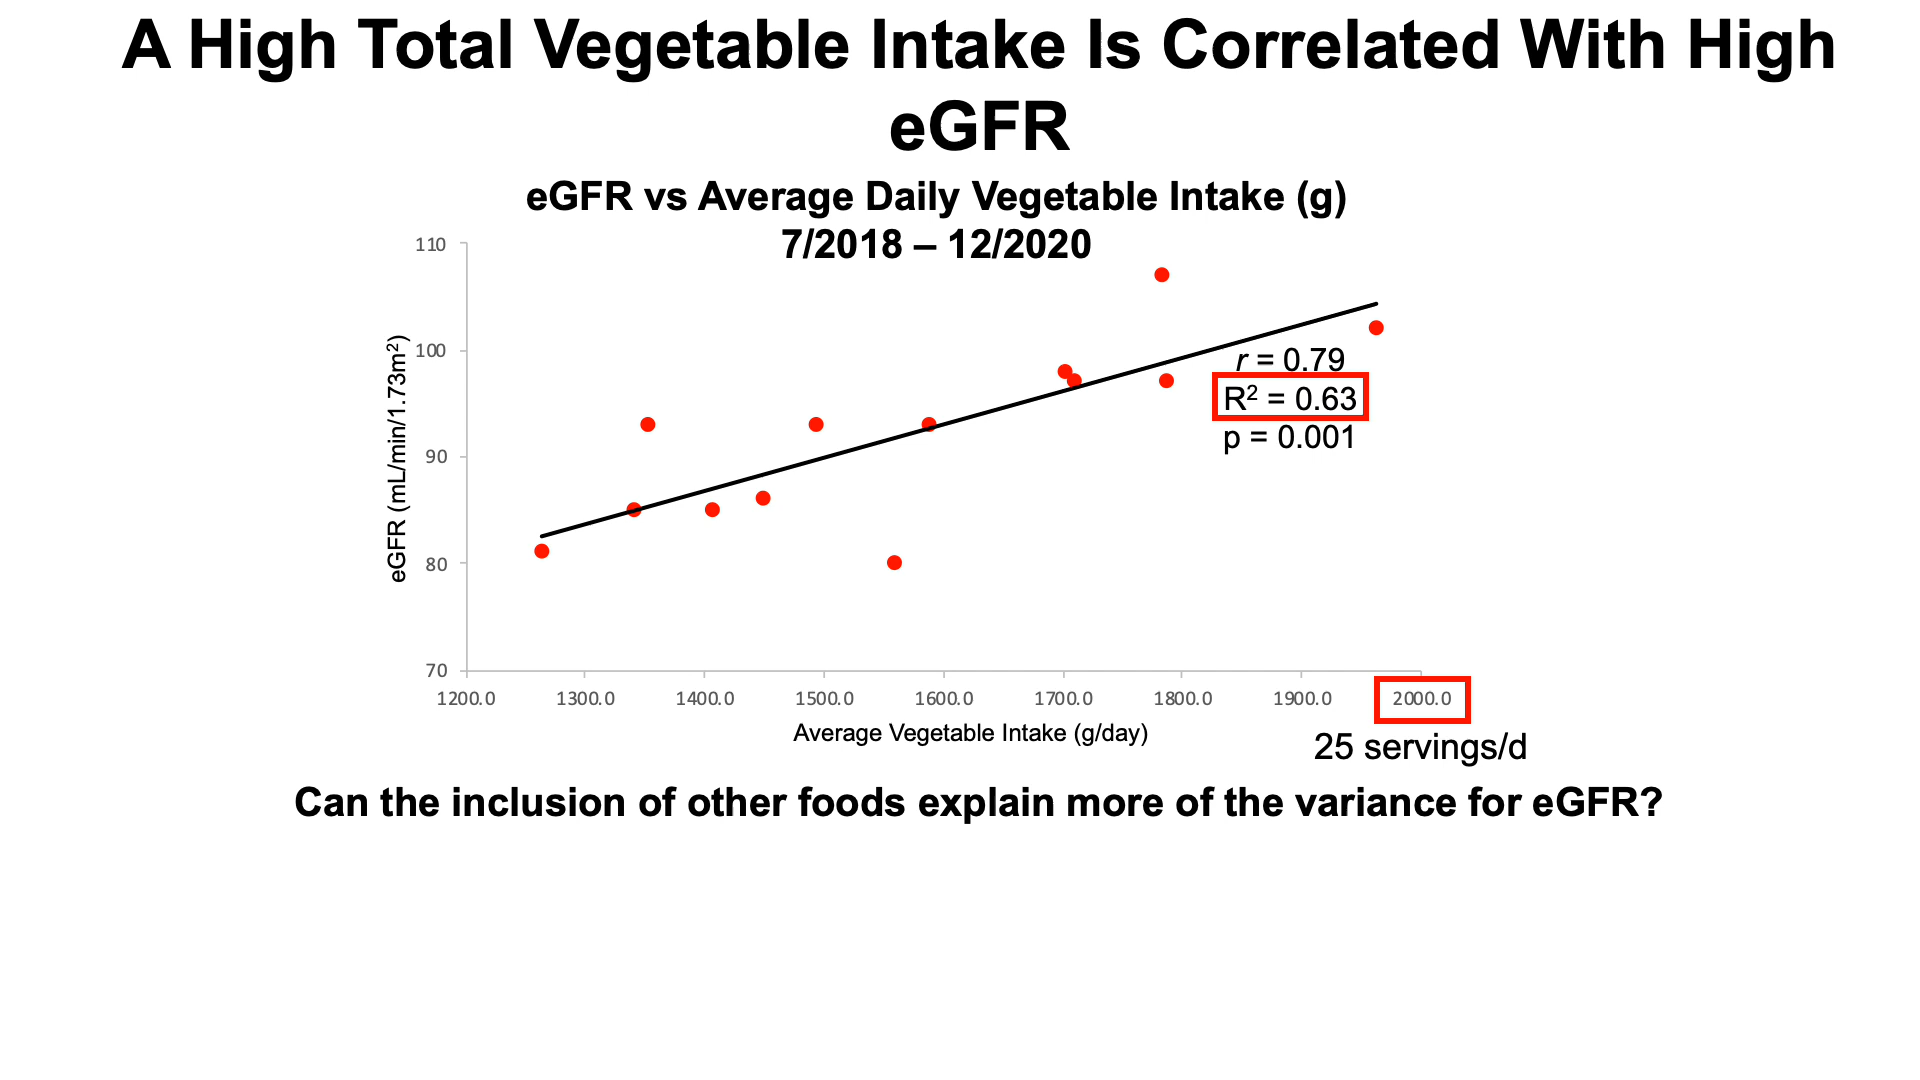 A High Total Vegetable Intake Is Correlated With High
eGFR
eGFR vs Average Daily Vegetable Intake (g)
7/2018 – 12/2020
110
100
90
80
70
eGFR (mL/min/1.73m²)
r = 0.79
R² = 0.63
p = 0.001
1200.0 1300.0 1400.0 1500.0 1600.0 1700.0 1800.0 1900.0 2000.0
Average Vegetable Intake (g/day)
25 servings/d
Can the inclusion of other foods explain more of the variance for eGFR?